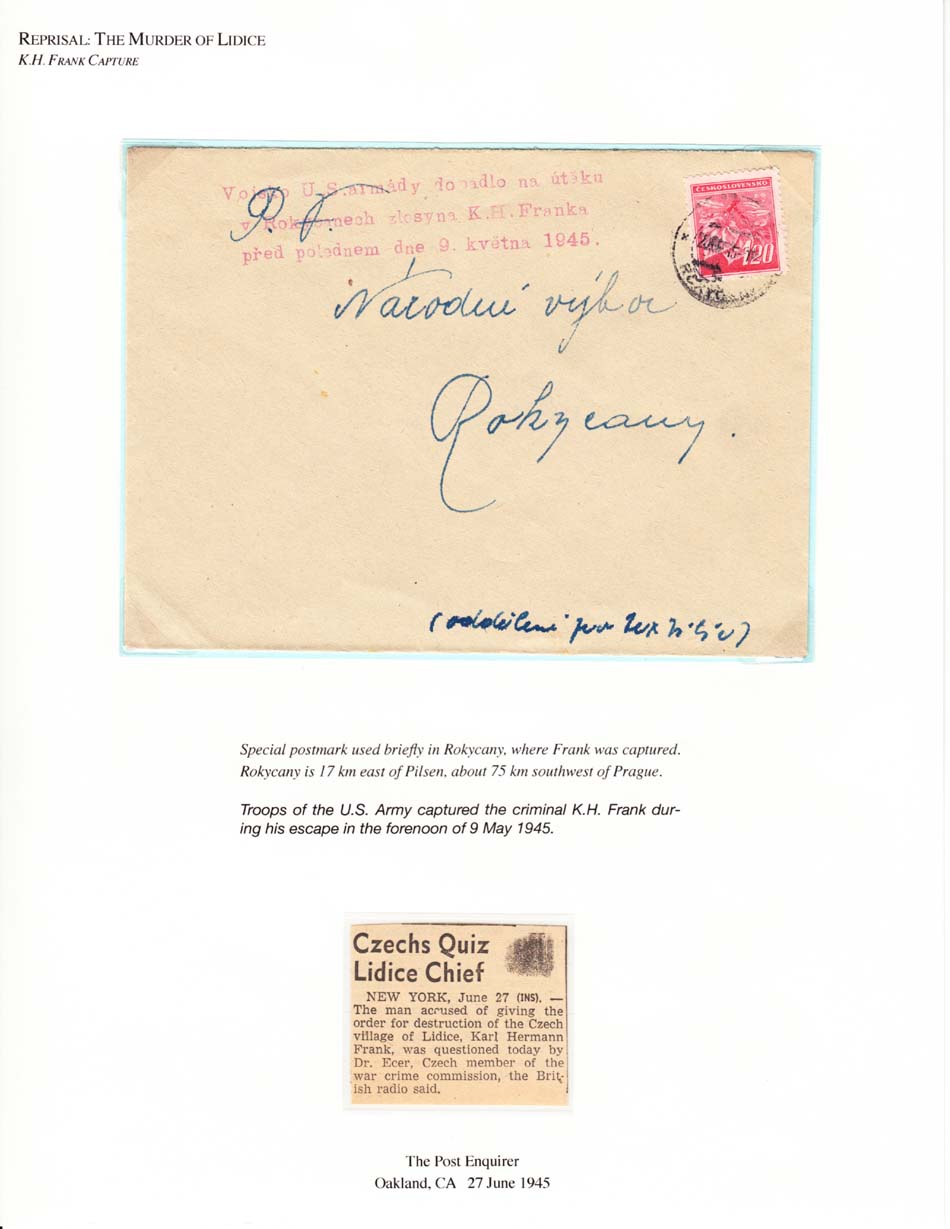 REPRISAL: THE MURDER OF LIDICE
K.H. FRANK CAPTURE
Vojsko U.S.armády dopadlo na útěku
v Rokycanech zlosyna K.H.Franka
před polednem dne 9. května 1945.
P. J.
ČESKOSLOVENSKO
1.20
Národní výbor
Rokycany.
(oddělení pro textilie)
Special postmark used briefly in Rokycany, where Frank was captured.
Rokycany is 17 km east of Pilsen, about 75 km southwest of Prague.
Troops of the U.S. Army captured the criminal K.H. Frank dur-
ing his escape in the forenoon of 9 May 1945.
Czechs Quiz
Lidice Chief
NEW YORK, June 27 (INS). —
The man accused of giving the
order for destruction of the Czech
village of Lidice, Karl Hermann
Frank, was questioned today by
Dr. Ecer, Czech member of the
war crime commission, the Brit-
ish radio said.
The Post Enquirer
Oakland, CA 27 June 1945